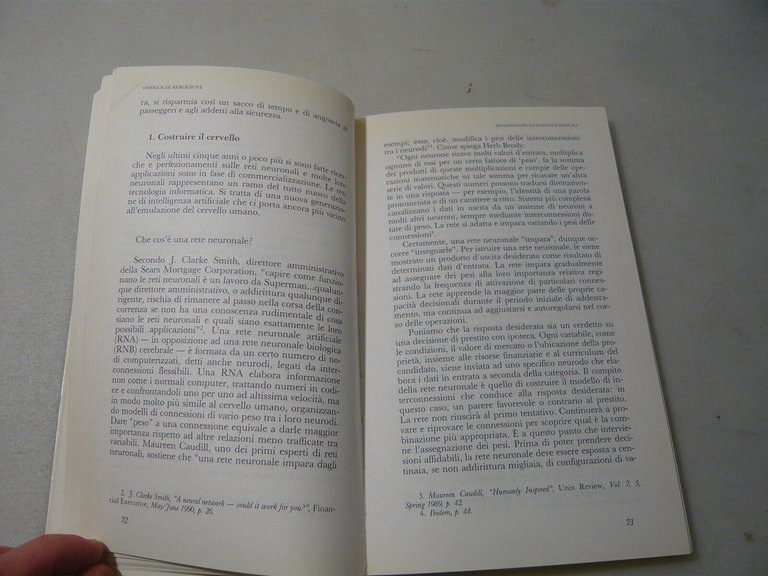 DERRICK DE KERCKHOVE
ra, si risparmia così un sacco di tempo e di angoscia ai
passeggeri e agli addetti alla sicurezza.
1. Costruire il cervello
Negli ultimi cinque anni o poco più si sono fatte ricer-
che e perfezionamenti sulle reti neuronali e molte loro
applicazioni sono in fase di commercializzazione. Le reti
neuronali rappresentano un ramo del tutto nuovo della
tecnologia informatica. Si tratta di una nuova generazio-
ne di intelligenza artificiale che ci porta ancora più vicino
all'emulazione del cervello umano.
Che cos'è una rete neuronale?
Secondo J. Clarke Smith, direttore amministrativo
della Sears Mortgage Corporation, "capire come funzio-
nano le reti neuronali è un lavoro da Superman...qualun-
que direttore amministrativo, o addirittura qualunque di-
rigente, rischia di rimanere al passo nella corsa della con-
correnza se non ha una conoscenza rudimentale di cosa
siano le reti neuronali e quali siano esattamente le loro
possibili applicazioni"2. Una rete neuronale artificiale
(RNA) — in opposizione ad una rete neuronale biologica
(RNB) cerebrale — è formata da un certo numero di no-
di computerizzati, detti anche neurodi, legati da inter-
connessioni flessibili. Una RNA elabora informazione
non come i normali computer, trattando numeri in codi-
ce e confrontandoli uno per uno ad altissima velocità, ma
in modo molto più simile al cervello umano, organizzan-
do modelli di connessioni di vario peso tra i loro neurodi.
Dare "peso" a una connessione equivale a darle maggior
importanza rispetto ad altre relazioni meno trafficate tra
variabili. Maureen Caudill, uno dei primi esperti di reti
neuronali, sostiene che "una rete neuronale impara dagli
2. J. Clarke Smith, "A neural network — could it work for you?", Finan-
cial Executive, May/June 1990, p. 26.
72
BRAINFRAMES ANALOGICI E DIGITALI
esempi, essa, cioè, modifica i pesi delle interconnessioni
tra i neurodi"3. Come spiega Herb Brody:
"Ogni neurone riceve molti valori d'entrata, moltiplica
ognuno di essi per un certo fattore di 'peso', fa la somma
dei prodotti di queste moltiplicazioni e compie delle ope-
razioni matematiche su tale somma per ricavare un'altra
serie di valori. Questi numeri possono tradursi direttamen-
te in una risposta — per esempio, l'identità di una parola
pronunciata o di un carattere scritto. Sistemi più complessi
canalizzano i dati in uscita da un insieme di neuroni a
molti altri neuroni, sempre mediante interconnessioni do-
tate di peso. La rete si adatta e impara variando i pesi delle
connessioni4.
Certamente, una rete neuronale "impara", dunque oc-
corre "insegnarle". Per istruire una rete neuronale, le viene
mostrato un prodotto d'uscita desiderato come risultato di
determinati dati d'entrata. La rete impara gradualmente
ad assegnare dei pesi alla loro importanza relativa regi-
strando la frequenza di attivazione di particolari connes-
sioni. La rete apprende la maggior parte delle proprie ca-
pacità decisionali durante il periodo iniziale di addestra-
mento, ma continua ad aggiustarsi e autoregolarsi nel cor-
so delle operazioni.
Poniamo che la risposta desiderata sia un verdetto su
una decisione di prestito con ipoteca. Ogni variabile, come
le condizioni, il valore di mercato o l'ubicazione della pro-
prietà, insieme alle risorse finanziarie e al curriculum del
candidato, viene inviata ad uno specifico neurodo che ela-
bora i dati in entrata a seconda della categoria. Il compito
della rete neuronale è quello di costruire il modello di in-
terconnessioni che conduce alla risposta desiderata: in
questo caso, un parere favorevole o contrario al prestito.
La rete non riuscirà al primo tentativo. Continuerà a pro-
vare e riprovare le connessioni per scoprire qual è la com-
binazione più appropriata. È a questo punto che intervie-
ne l'assegnazione dei pesi. Prima di poter prendere deci-
sioni affidabili, la rete neuronale deve essere esposta a cen-
tinaia, se non addirittura migliaia, di configurazioni di va-
3. Maureen Caudill, "Humanly Inspired", Unix Review, Vol. 7, 5,
Spring 1989, p. 42.
4. Ibidem, p. 44.
73